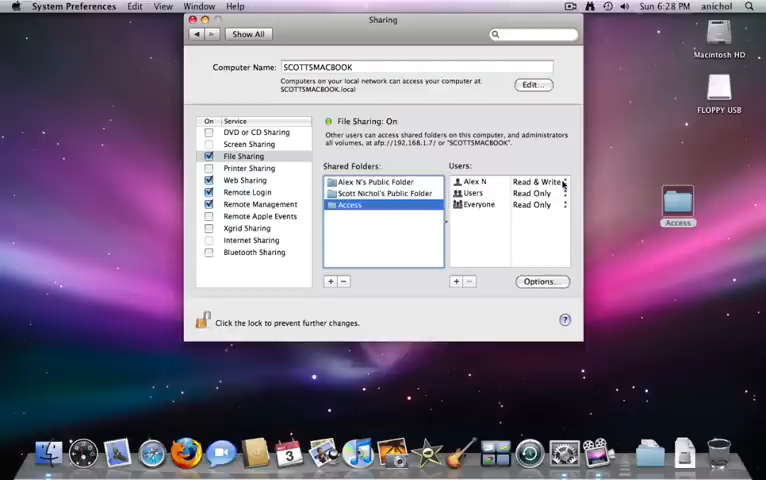 System Preferences Edit View Window Help Sun 6:28 PM anichol
Sharing
Show All
Macintosh HD
Computer Name: SCOTTSMACBOOK
Computers on your local network can access your computer at:
SCOTTSMACBOOK.local
Edit...
FLOPPY USB
On Service
DVD or CD Sharing
Screen Sharing
File Sharing
Printer Sharing
Web Sharing
Remote Login
Remote Management
Remote Apple Events
Xgrid Sharing
Internet Sharing
Bluetooth Sharing
File Sharing: On
Other users can access shared folders on this computer, and administrators
all volumes, at afp://192.168.1.7/ or "SCOTTSMACBOOK".
Shared Folders: Users:
Alex N's Public Folder Alex N Read & Write
Scott Nichol's Public Folder Users Read Only
Access Everyone Read Only
+ − + − Options...
Access
Click the lock to prevent further changes. ?
3